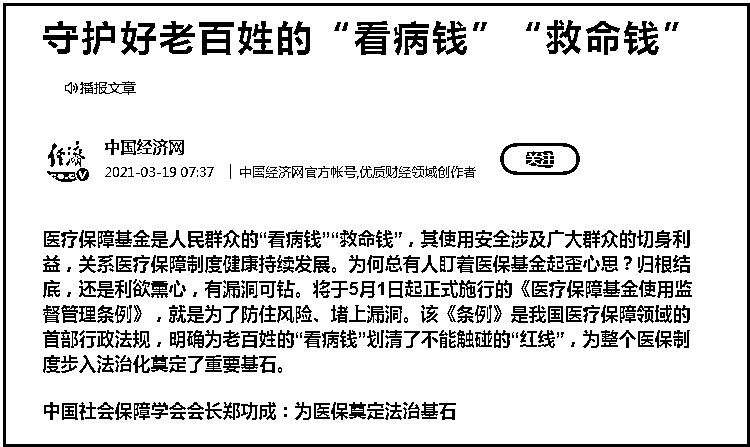 守护好老百姓的“看病钱”“救命钱”
播报文章
中国经济网
2021-03-19 07:37 中国经济网官方帐号,优质财经领域创作者
关注
医疗保障基金是人民群众的“看病钱”“救命钱”，其使用安全涉及广大群众的切身利
益，关系医疗保障制度健康持续发展。为何总有人盯着医保基金起歪心思？归根结
底，还是利欲熏心，有漏洞可钻。将于5月1日起正式施行的《医疗保障基金使用监
督管理条例》，就是为了防住风险、堵上漏洞。该《条例》是我国医疗保障领域的
首部行政法规，明确为老百姓的“看病钱”划清了不能触碰的“红线”，为整个医保制
度步入法治化奠定了重要基石。
中国社会保障学会会长郑功成：为医保奠定法治基石